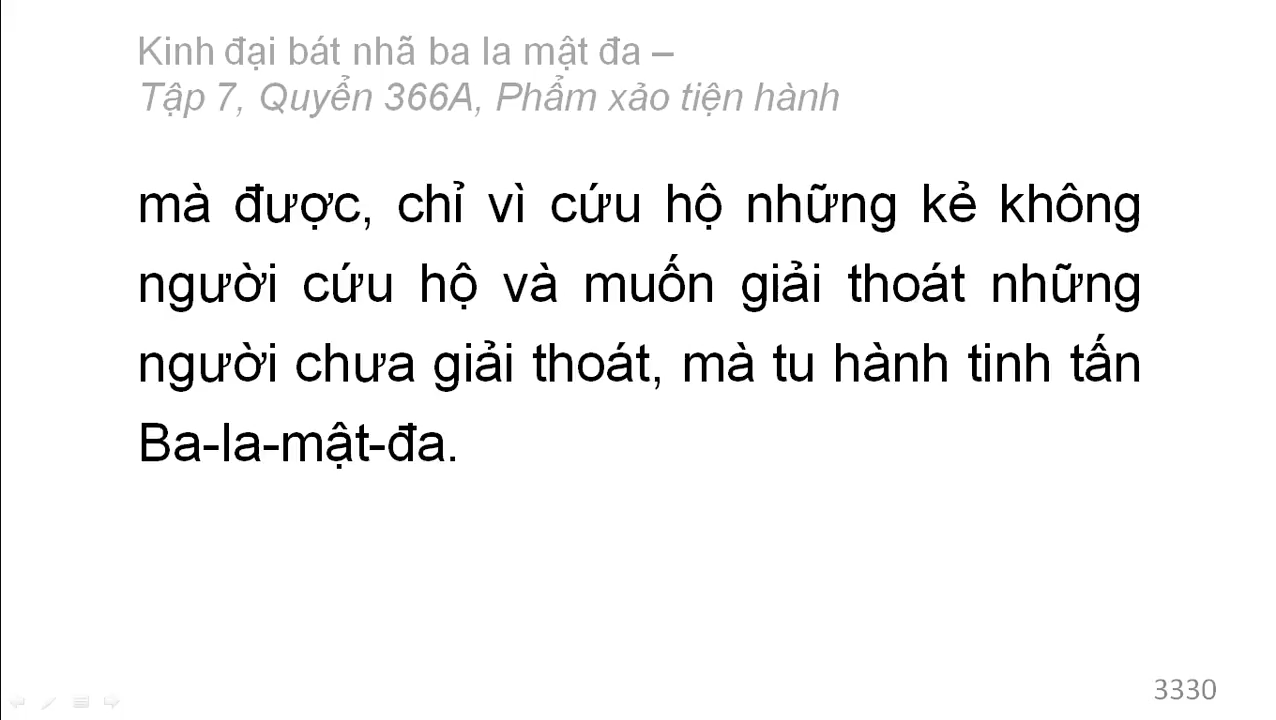 Kinh đại bát nhã ba la mật đa –
Tập 7, Quyển 366A, Phẩm xảo tiện hành
mà được, chỉ vì cứu hộ những kẻ không
người cứu hộ và muốn giải thoát những
người chưa giải thoát, mà tu hành tinh tấn
Ba-la-mật-đa.
3330